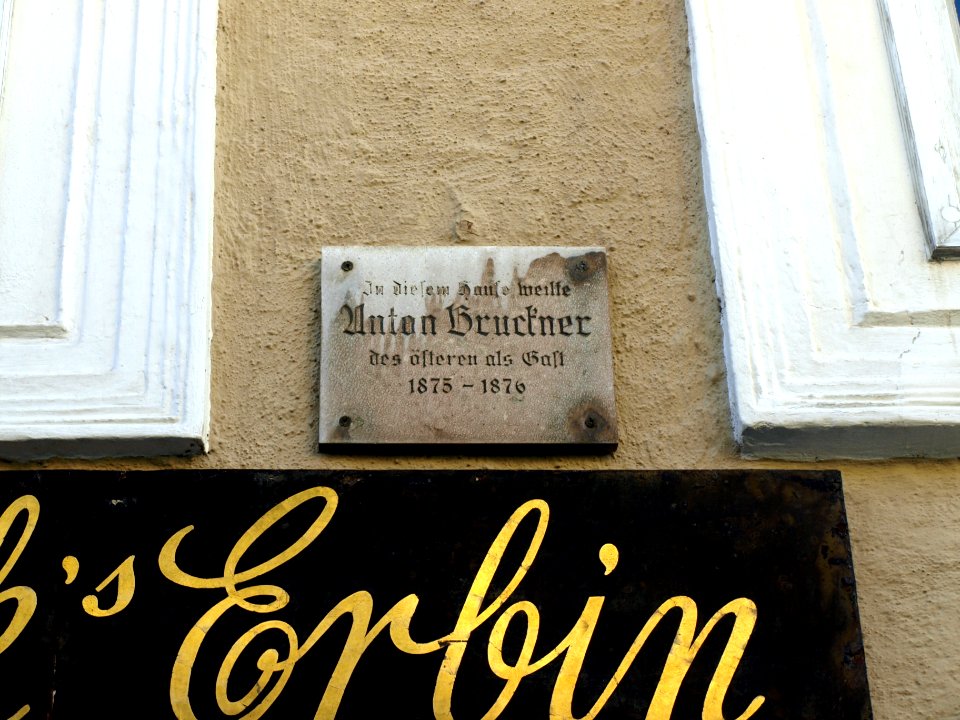 In diesem Hause weilte
Anton Bruckner
des öfteren als Gast
1875 – 1876
's Erbin